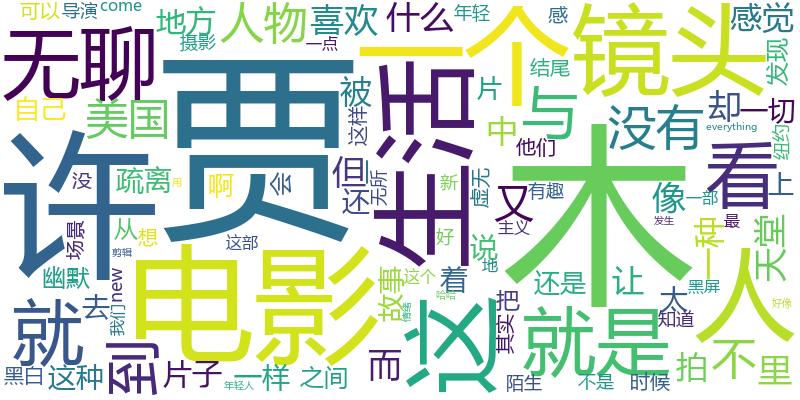 可以 导演 come
无聊
地方 人物 喜欢 什么 年轻 感
感觉
摄影 一点
一个 镜头
结尾
发现
自己
美国
贾
被
这样
片
与
没有
却 一切
everything
许
没
疏离
啊
会
但
还
无所
生活
中
他们
看
纽约
虚无
新
有趣
又
木
像
一部
上
场景
从
想
这部
用
好
主义
发生
最
一种
天堂
幽默
剪辑
电影
故事
这个
说
地
着
还是
让
人
我们
new
就
去
到
哈哈
情绪
这
把
其实
就是
太
黑屏
知道
好像
黑白
这种
片子
年轻人
一样
之间
而
陌生
不是
时候
拍
不
里